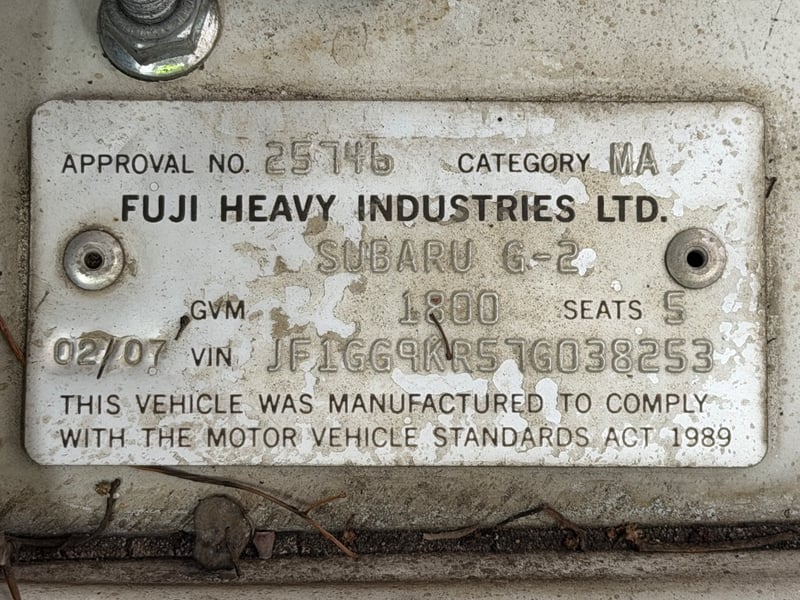 APPROVAL NO. 25746 CATEGORY MA
FUJI HEAVY INDUSTRIES LTD.
SUBARU G-2
GVM 1800 SEATS 5
02/07 VIN JF1GG9KR57G038253
THIS VEHICLE WAS MANUFACTURED TO COMPLY
WITH THE MOTOR VEHICLE STANDARDS ACT 1989